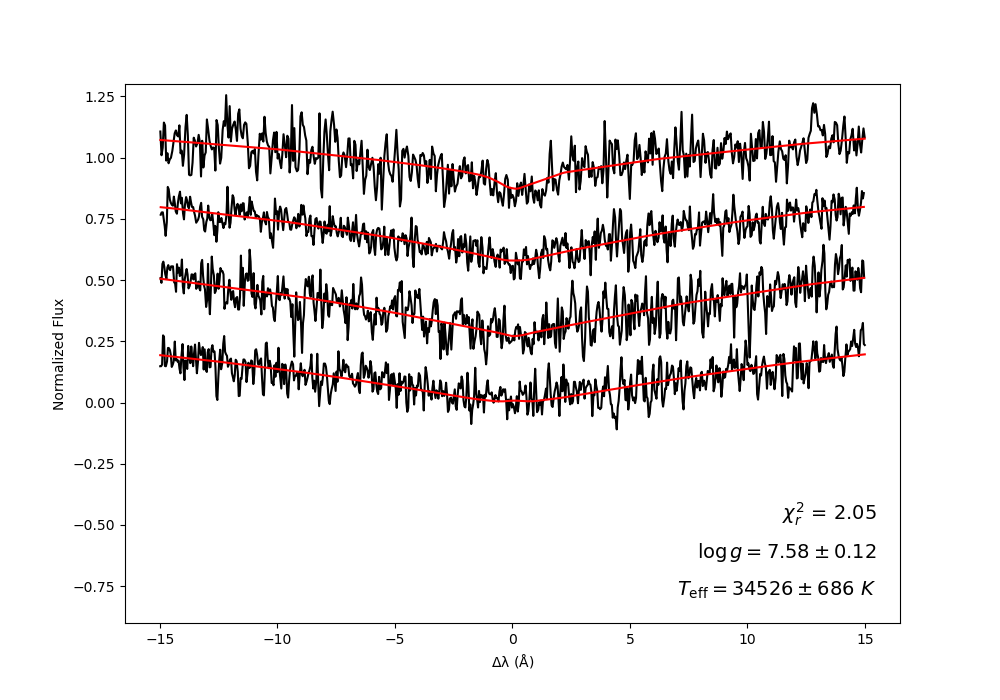 1.25
1.00
0.75
0.50
0.25
0.00
−0.25
−0.50
−0.75
Normalized Flux
χ²ᵣ = 2.05
log g = 7.58 ± 0.12
T_eff = 34526 ± 686 K
−15 −10 −5 0 5 10 15
Δλ (Å)